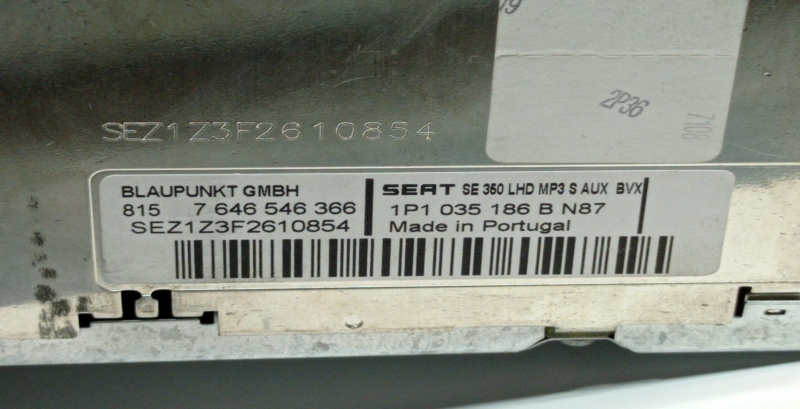 2P36
7108
SEZ1Z3F2610854
BLAUPUNKT GMBH
815 7 646 546 366
SEZ1Z3F2610854
SEAT SE 350 LHD MP3 S AUX BVX
1P1 035 186 B N87
Made in Portugal